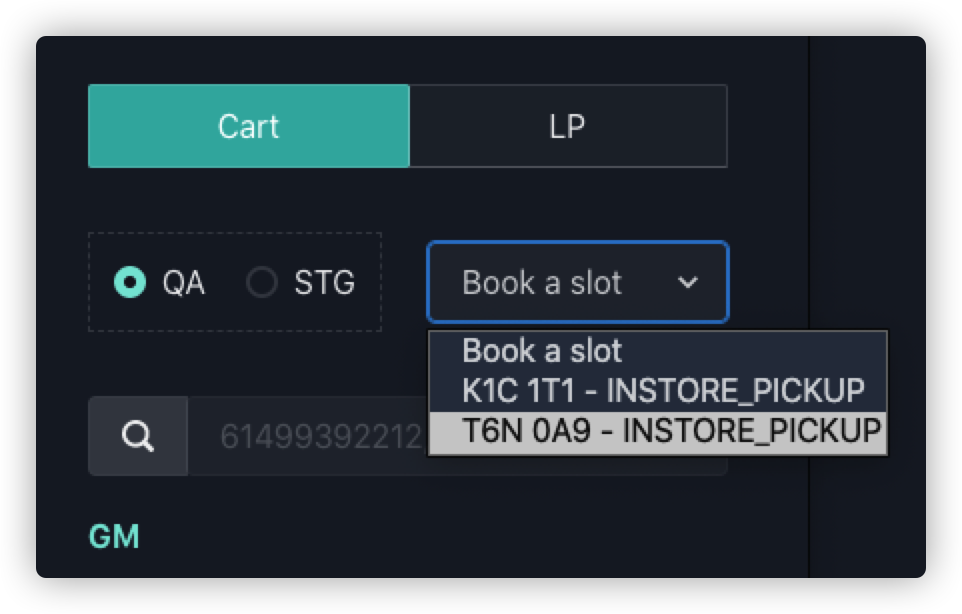 Cart
LP
QA
STG
Book a slot
Book a slot
K1C 1T1 - INSTORE_PICKUP
T6N 0A9 - INSTORE_PICKUP
61499392212
GM